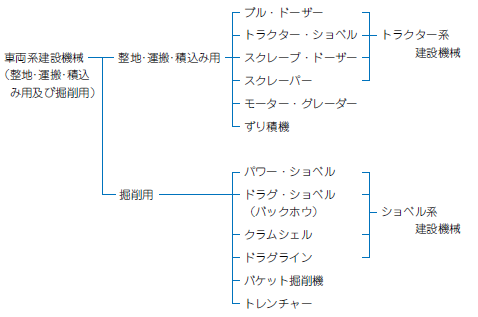 ブル・ドーザー
トラクター・ショベル
トラクター系
建設機械
車両系建設機械
(整地・運搬・積込
み用及び掘削用)
整地・運搬・積込み用
スクレープ・ドーザー
スクレーパー
モーター・グレーダー
ずり積機
掘削用
パワー・ショベル
ドラグ・ショベル
(バックホウ)
ショベル系
建設機械
クラムシェル
ドラグライン
バケット掘削機
トレンチャー